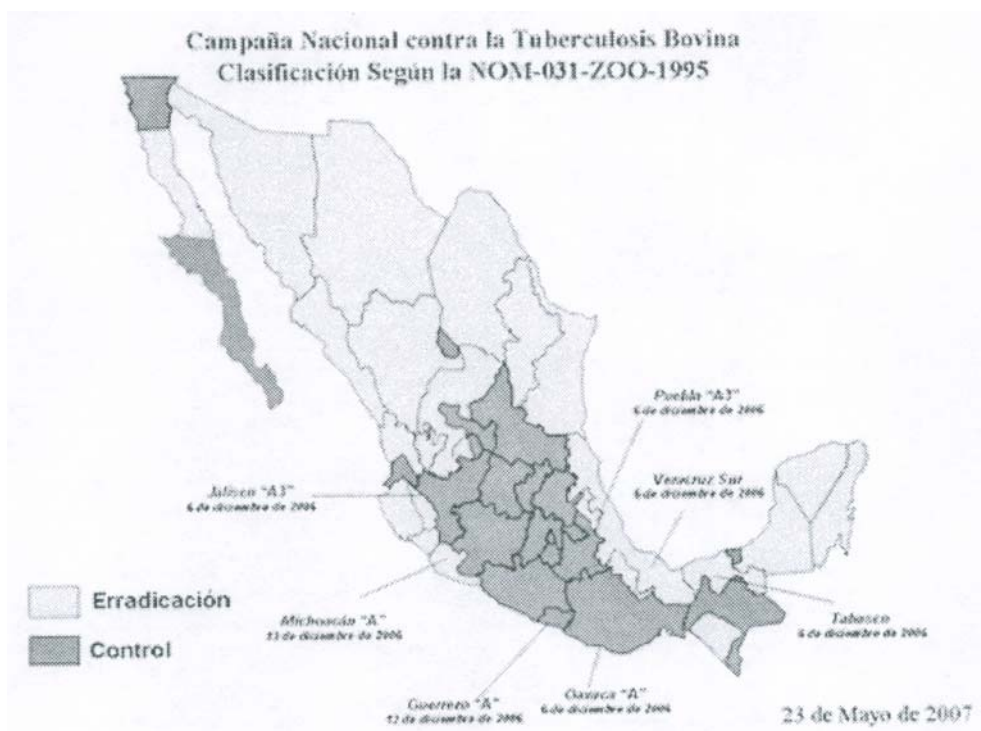 Campaña Nacional contra la Tuberculosis Bovina
Clasificación Según la NOM-031-ZOO-1995
Puebla "A3"
6 de diciembre de 2006
Veracruz Sur
6 de diciembre de 2006
Jalisco "A3"
6 de diciembre de 2006
Erradicación
Control
Michoacán "A"
13 de diciembre de 2006
Tabasco
6 de diciembre de 2006
Guerrero "A"
12 de diciembre de 2006
Oaxaca "A"
6 de diciembre de 2006
23 de Mayo de 2007